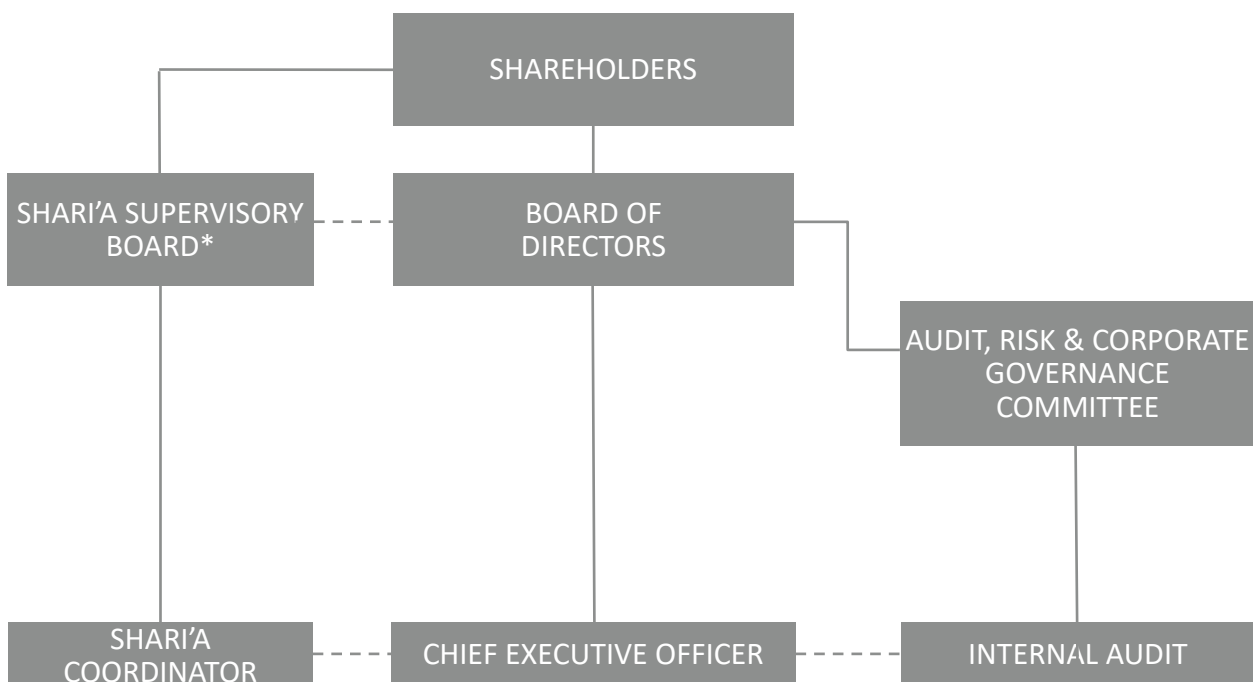 SHAREHOLDERS
SHARI’A SUPERVISORY
BOARD*
BOARD OF
DIRECTORS
AUDIT, RISK & CORPORATE
GOVERNANCE
COMMITTEE
SHARI’A
COORDINATOR
CHIEF EXECUTIVE OFFICER
INTERNAL AUDIT